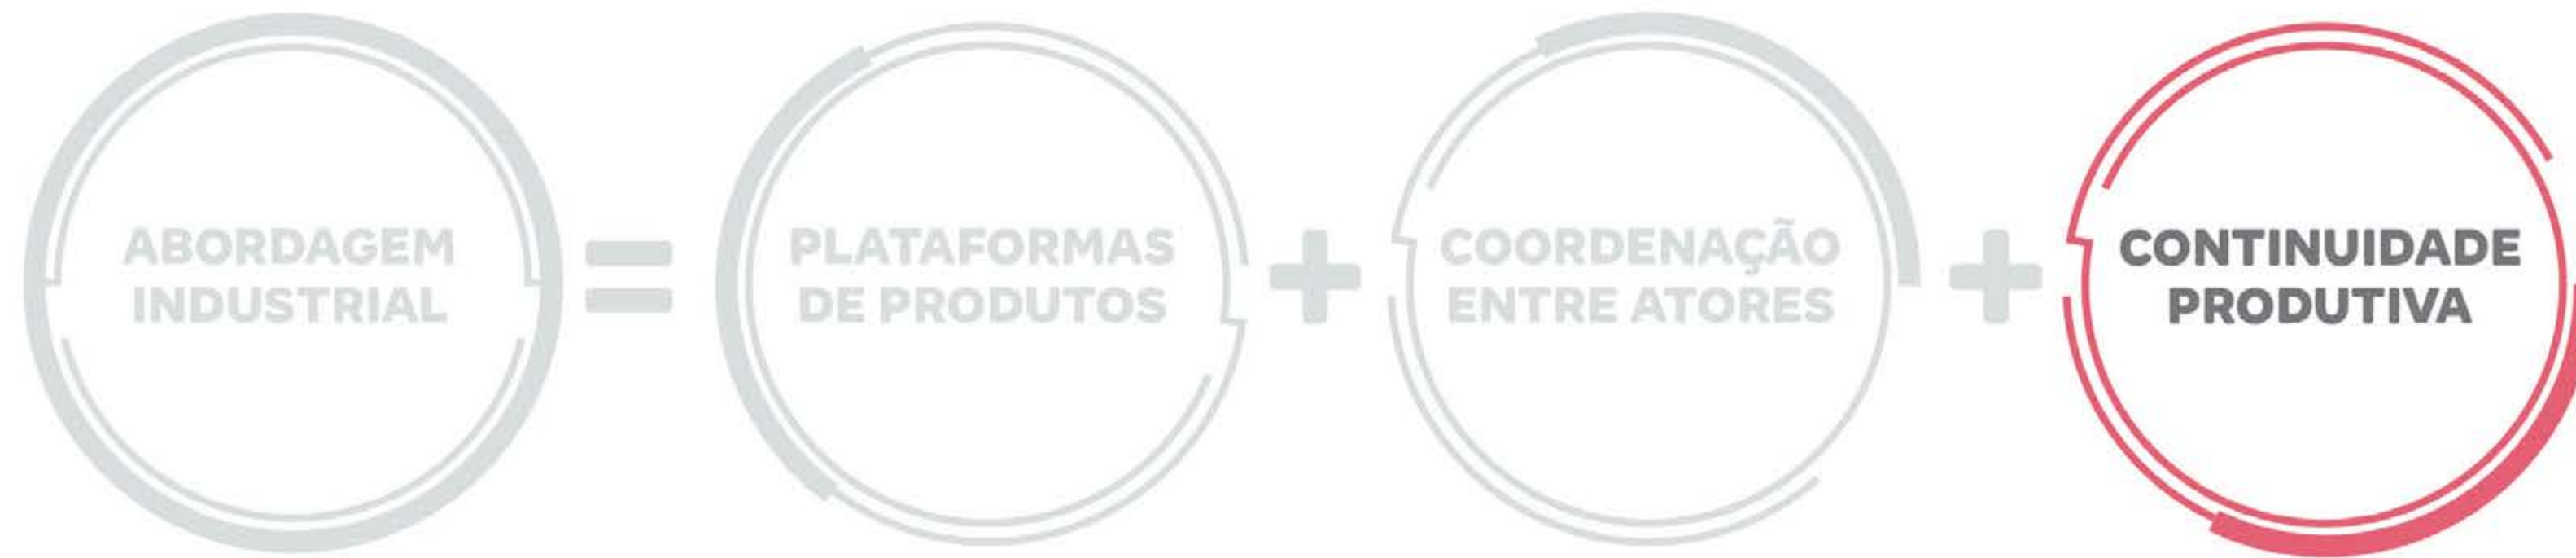 ABORDAGEM
INDUSTRIAL
=
PLATAFORMAS
DE PRODUTOS
+
COORDENAÇÃO
ENTRE ATORES
+
CONTINUIDADE
PRODUTIVA